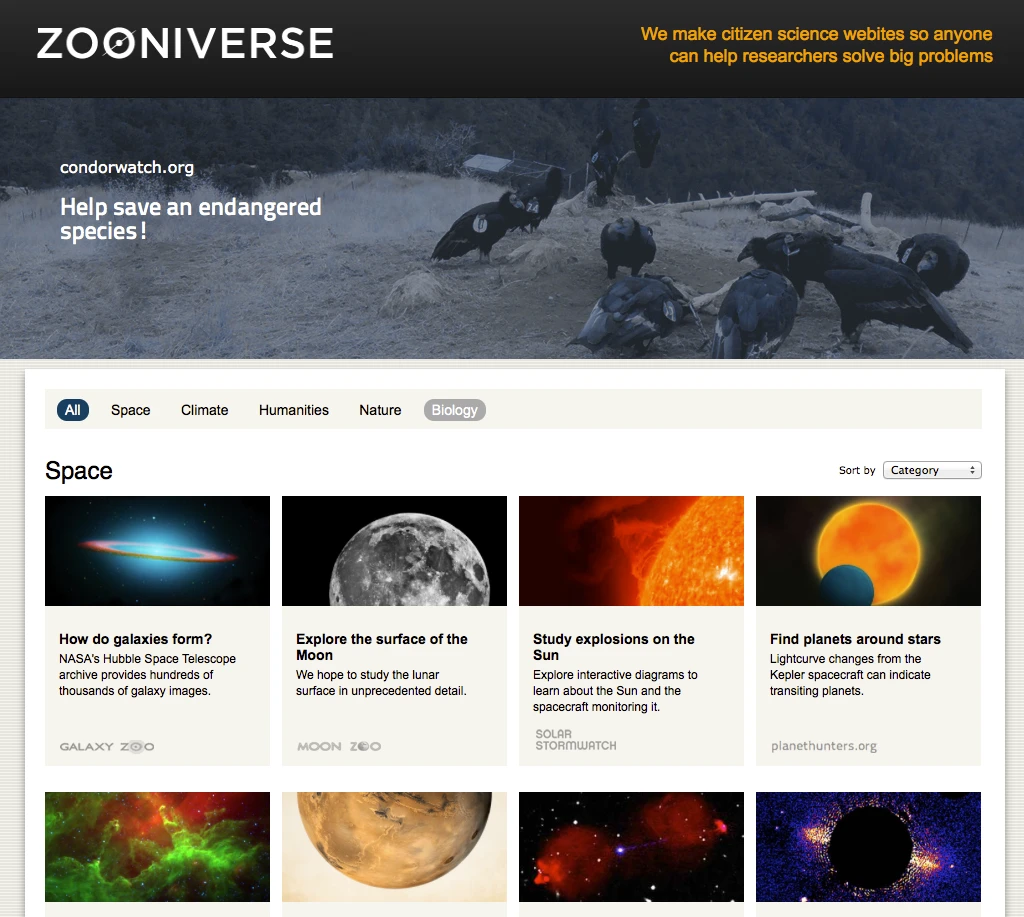 ZOONIVERSE
We make citizen science webites so anyone
can help researchers solve big problems
condorwatch.org
Help save an endangered
species!
All Space Climate Humanities Nature Biology
Space
Sort by Category
How do galaxies form?
NASA's Hubble Space Telescope
archive provides hundreds of
thousands of galaxy images.
GALAXY ZOO
Explore the surface of the
Moon
We hope to study the lunar
surface in unprecedented detail.
MOON ZOO
Study explosions on the
Sun
Explore interactive diagrams to
learn about the Sun and the
spacecraft monitoring it.
SOLAR
STORMWATCH
Find planets around stars
Lightcurve changes from the
Kepler spacecraft can indicate
transiting planets.
planethunters.org